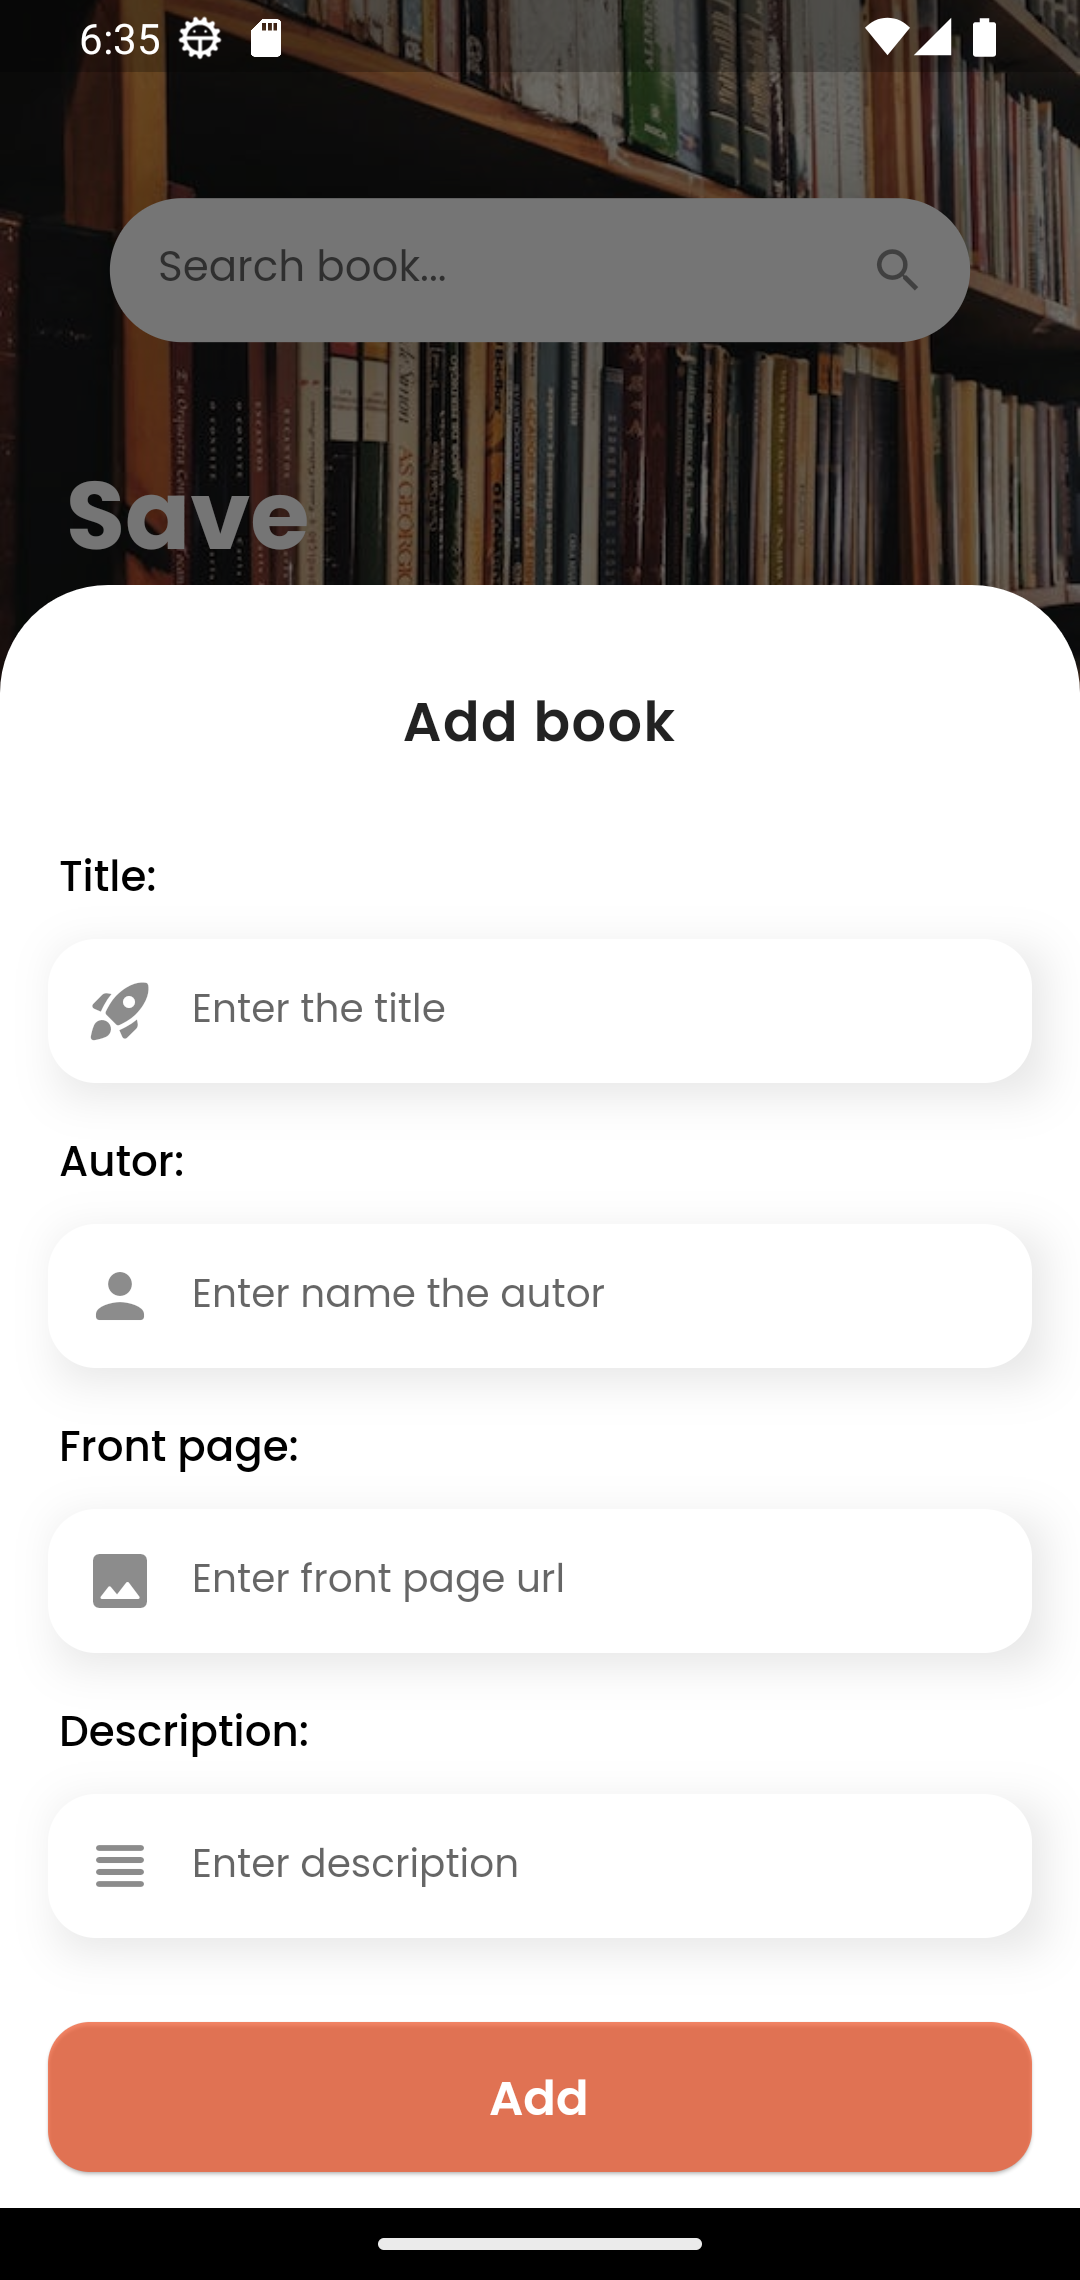 6:35
Search book...
Save
Add book
Title:
Enter the title
Autor:
Enter name the autor
Front page:
Enter front page url
Description:
Enter description
Add